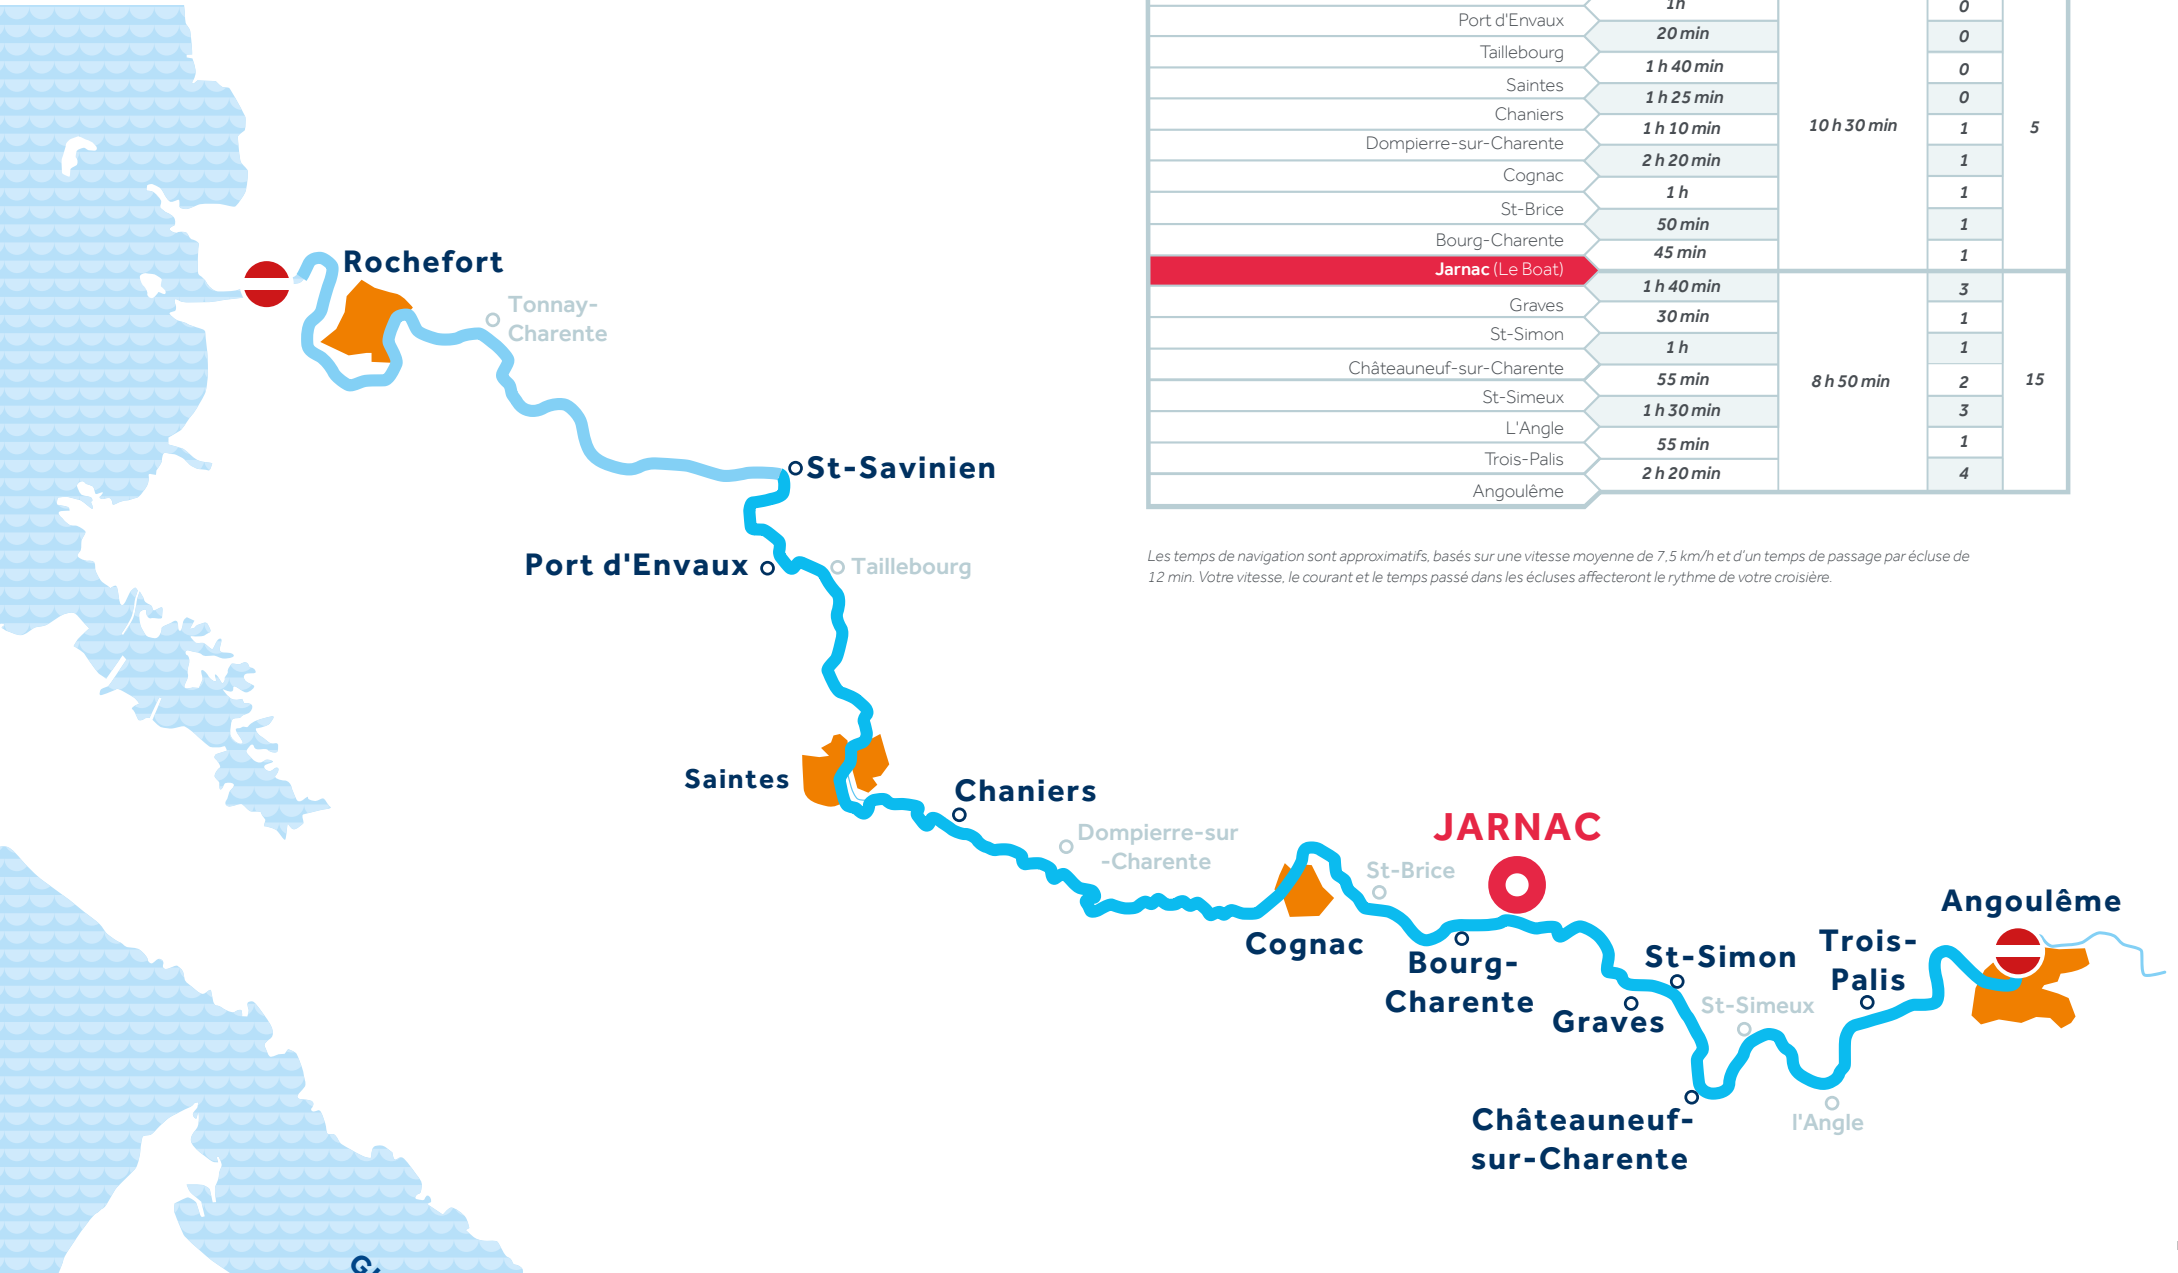 1h
0
Port d'Envaux
20 min
0
Taillebourg
1 h 40 min
0
Saintes
1 h 25 min
0
Chaniers
1 h 10 min
10 h 30 min
1
5
Dompierre-sur-Charente
2 h 20 min
1
Cognac
1 h
1
St-Brice
50 min
1
Bourg-Charente
45 min
1
Jarnac (Le Boat)
1 h 40 min
3
Graves
30 min
1
St-Simon
1 h
1
Châteauneuf-sur-Charente
55 min
8 h 50 min
2
15
St-Simeux
1 h 30 min
3
L'Angle
55 min
1
Trois-Palis
2 h 20 min
4
Angoulême
Les temps de navigation sont approximatifs, basés sur une vitesse moyenne de 7,5 km/h et d'un temps de passage par écluse de
12 min. Votre vitesse, le courant et le temps passé dans les écluses affecteront le rythme de votre croisière.
Rochefort
Tonnay-
Charente
St-Savinien
Port d'Envaux
Taillebourg
Saintes
Chaniers
Dompierre-sur
-Charente
Cognac
St-Brice
JARNAC
Bourg-
Charente
Graves
St-Simon
St-Simeux
Châteauneuf-
sur-Charente
l'Angle
Trois-
Palis
Angoulême